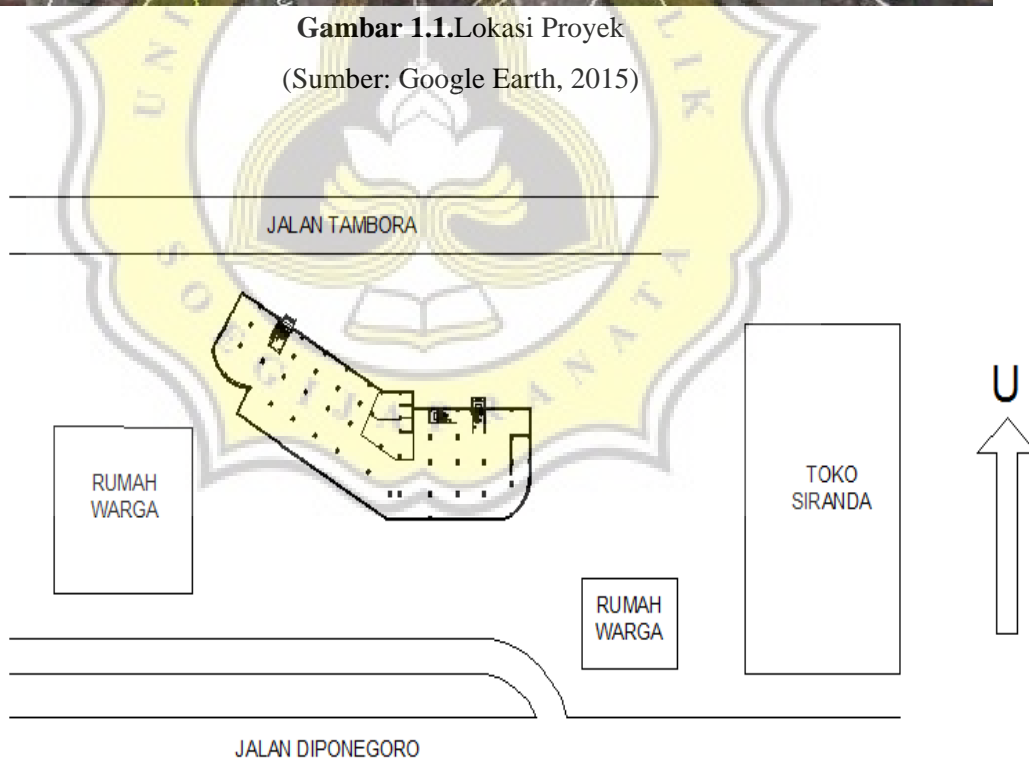 Gambar 1.1.Lokasi Proyek
(Sumber: Google Earth, 2015)
JALAN TAMBORA
U
RUMAH
WARGA
TOKO
SIRANDA
RUMAH
WARGA
JALAN DIPONEGORO
SOEGIJAPRANATA